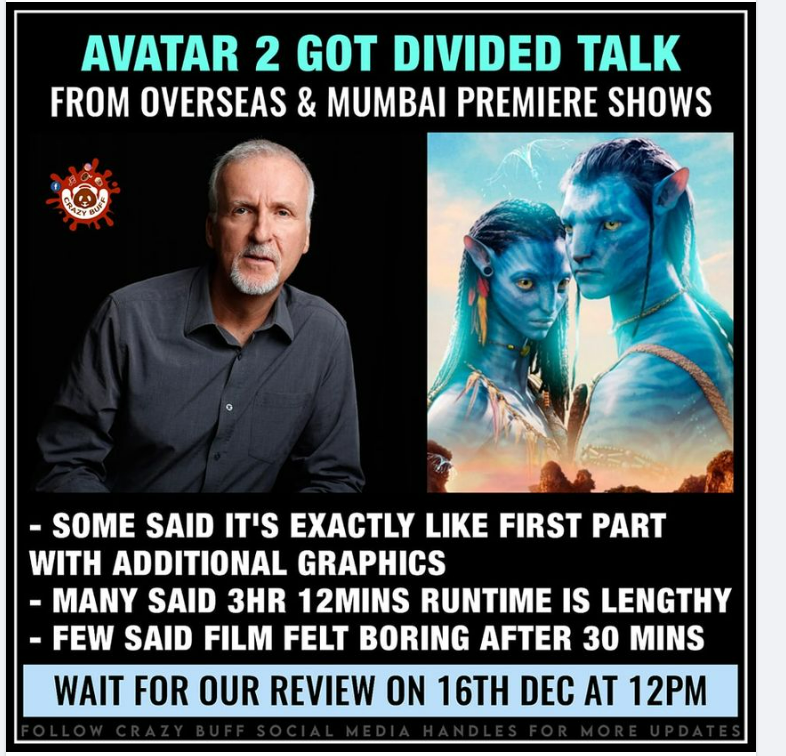 AVATAR 2 GOT DIVIDED TALK
FROM OVERSEAS & MUMBAI PREMIERE SHOWS
CRAZY BUFF
- SOME SAID IT'S EXACTLY LIKE FIRST PART
WITH ADDITIONAL GRAPHICS
- MANY SAID 3HR 12MINS RUNTIME IS LENGTHY
- FEW SAID FILM FELT BORING AFTER 30 MINS
WAIT FOR OUR REVIEW ON 16TH DEC AT 12PM
FOLLOW CRAZY BUFF SOCIAL MEDIA HANDLES FOR MORE UPDATES